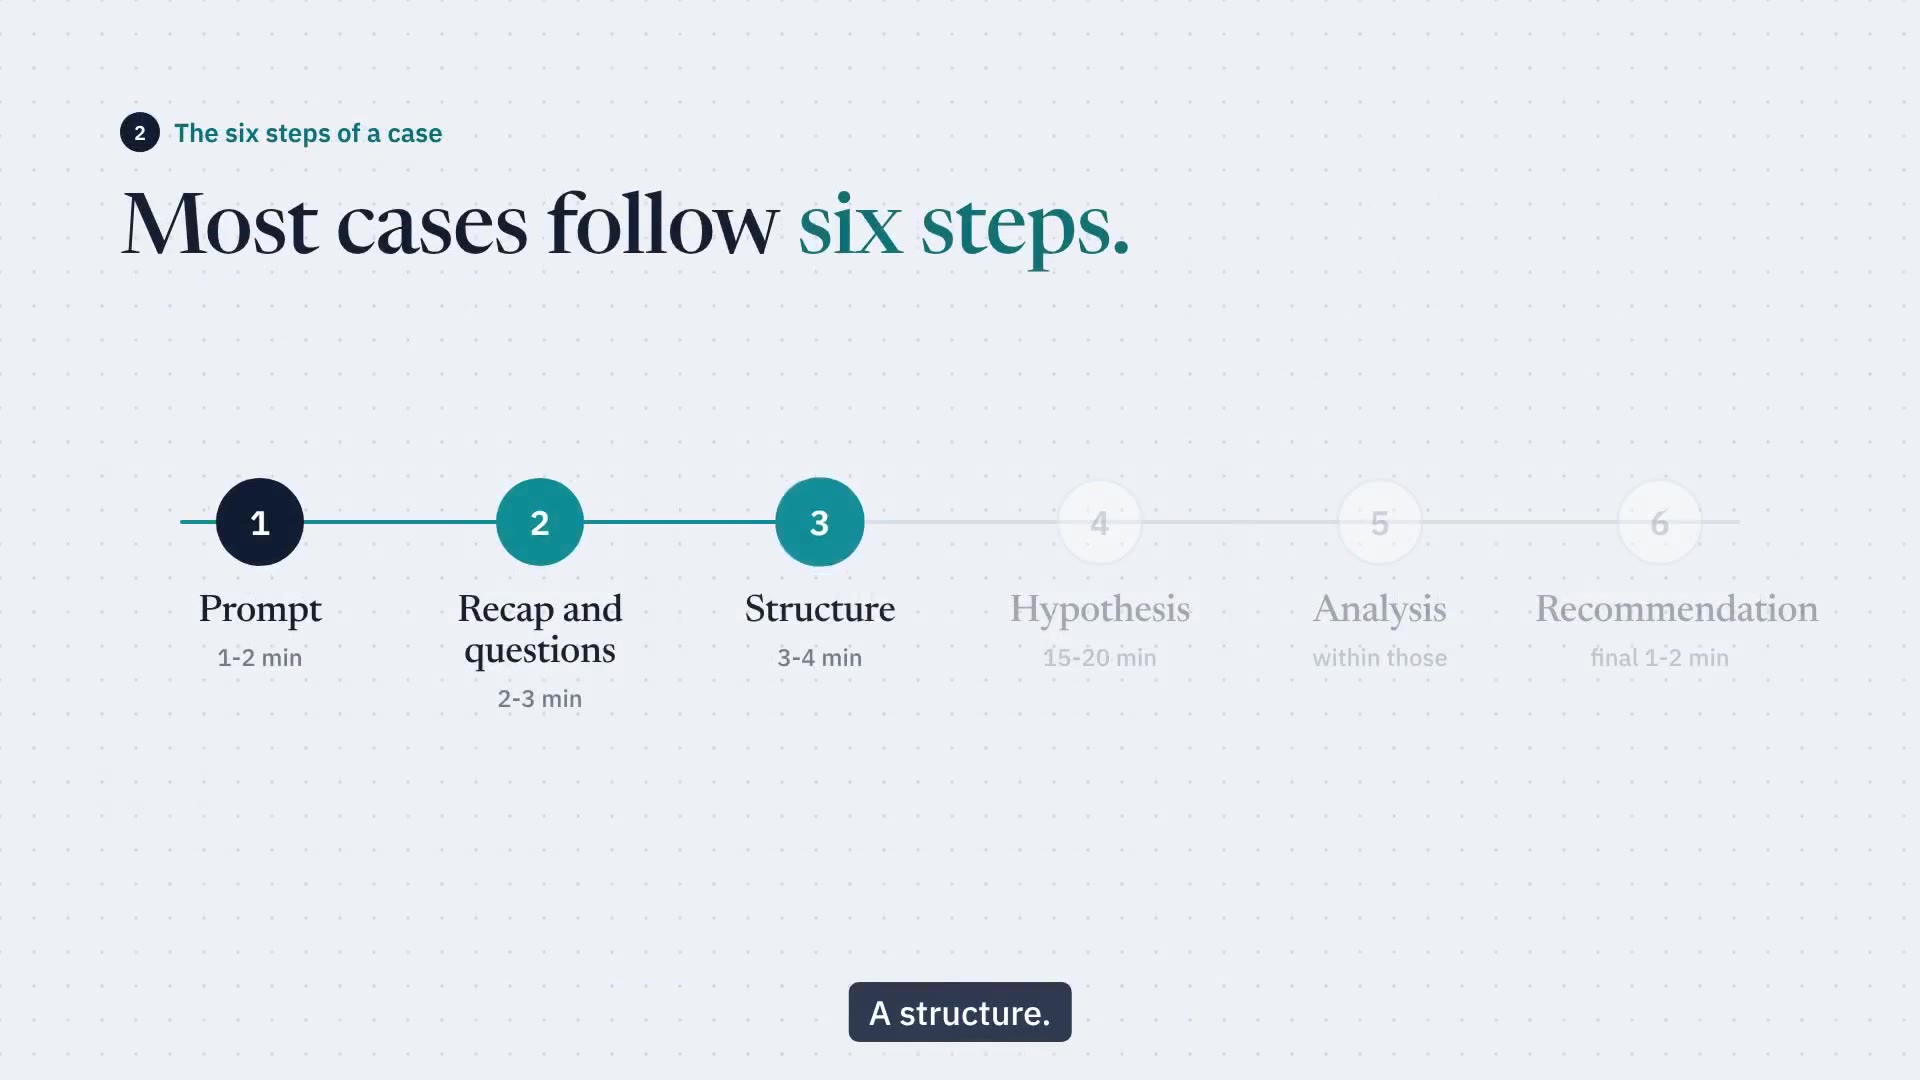 2 The six steps of a case
Most cases follow six steps.
1
2
3
4
5
6
Prompt
1-2 min
Recap and
questions
2-3 min
Structure
3-4 min
Hypothesis
15-20 min
Analysis
within those
Recommendation
final 1-2 min
A structure.